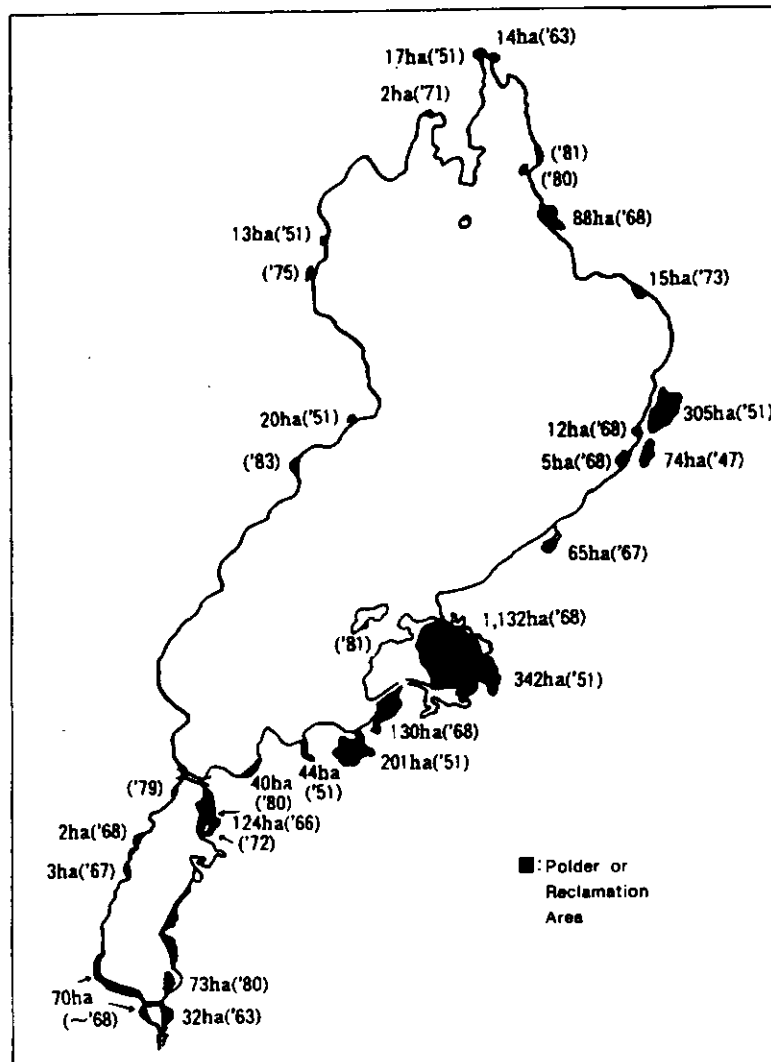 14ha('63)
17ha('51)
2ha('71)
('81)
('80)
88ha('68)
13ha('51)
('75)
15ha('73)
305ha('51)
20ha('51)
12ha('68)
('83)
5ha('68)
74ha('47)
65ha('67)
1,132ha('68)
('81)
342ha('51)
130ha('68)
201ha('51)
44ha
('51)
40ha
('80)
('79)
124ha('66)
('72)
2ha('68)
3ha('67)
■:Polder or
Reclamation
Area
73ha('80)
70ha
(~'68)
32ha('63)